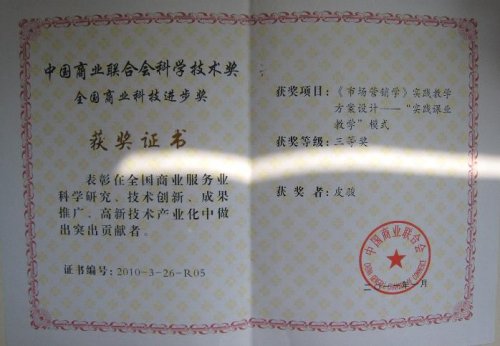 中国商业联合会科学技术奖
全国商业科技进步奖
获奖证书
表彰在全国商业服务业
科学研究、技术创新、成果
推广、高新技术产业化中做
出突出贡献者。
证书编号：2010-3-26-R05
获奖项目：《市场营销学》实践教学
方案设计——“实践课业
教学”模式
获奖等级：三等奖
获奖者：皮骏
中国商业联合会